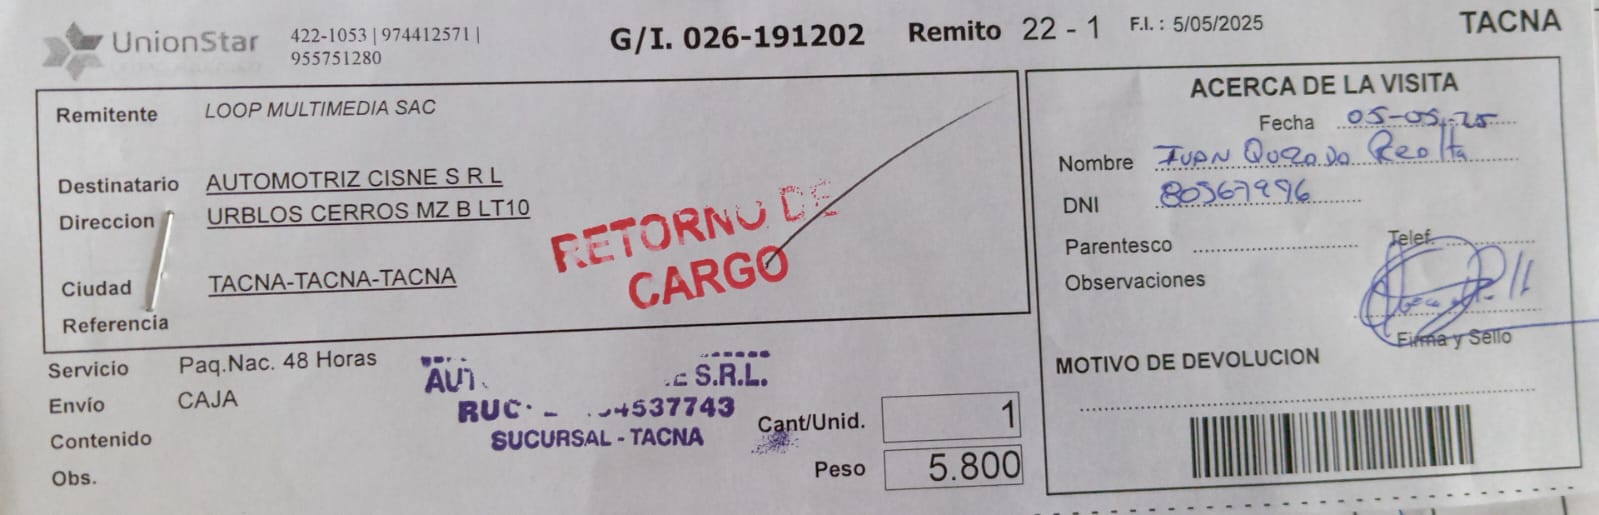 UnionStar
422-1053 | 974412571 |
955751280
G/I. 026-191202 Remito 22 - 1 F.I. : 5/05/2025 TACNA
Remitente LOOP MULTIMEDIA SAC
Destinatario AUTOMOTRIZ CISNE S R L
Direccion URBLOS CERROS MZ B LT10
Ciudad TACNA-TACNA-TACNA
Referencia
RETORNO DE
CARGO
ACERCA DE LA VISITA
Fecha 05-05-25
Nombre IVAN
DNI 80567996
Parentesco Telef.
Observaciones
Firma y Sello
MOTIVO DE DEVOLUCION
Servicio Paq.Nac. 48 Horas
Envío CAJA
Contenido
Obs.
S.R.L.
RUC 4537743
SUCURSAL - TACNA
Cant/Unid. 1
Peso 5.800